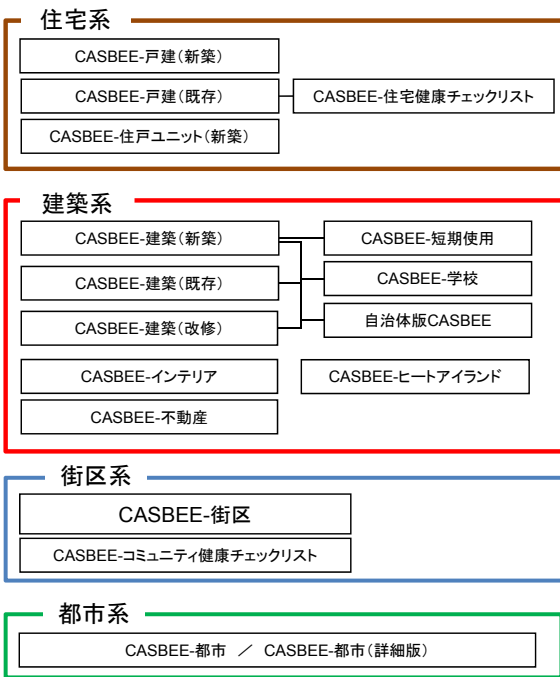 住宅系
CASBEE-戸建（新築）
CASBEE-戸建（既存）
CASBEE-住宅健康チェックリスト
CASBEE-住戸ユニット（新築）
建築系
CASBEE-建築（新築）
CASBEE-短期使用
CASBEE-建築（既存）
CASBEE-学校
CASBEE-建築（改修）
自治体版CASBEE
CASBEE-インテリア
CASBEE-ヒートアイランド
CASBEE-不動産
街区系
CASBEE-街区
CASBEE-コミュニティ健康チェックリスト
都市系
CASBEE-都市 ／ CASBEE-都市（詳細版）